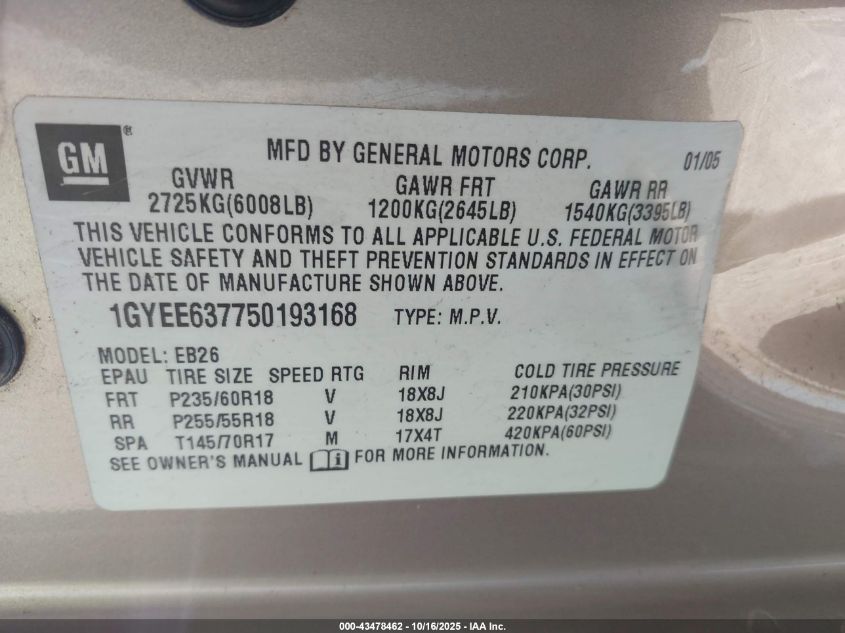 GM ®
MFD BY GENERAL MOTORS CORP. 01/05
GVWR GAWR FRT GAWR RR
2725KG(6008LB) 1200KG(2645LB) 1540KG(3395LB)
THIS VEHICLE CONFORMS TO ALL APPLICABLE U.S. FEDERAL MOTOR
VEHICLE SAFETY AND THEFT PREVENTION STANDARDS IN EFFECT ON
THE DATE OF MANUFACTURE SHOWN ABOVE.
1GYEE637750193168 TYPE: M.P.V.
MODEL: EB26
EPAU TIRE SIZE SPEED RTG RIM COLD TIRE PRESSURE
FRT P235/60R18 V 18X8J 210KPA(30PSI)
RR P255/55R18 V 18X8J 220KPA(32PSI)
SPA T145/70R17 M 17X4T 420KPA(60PSI)
SEE OWNER'S MANUAL i FOR MORE INFORMATION.
000-43478462 - 10/16/2025 - IAA Inc.